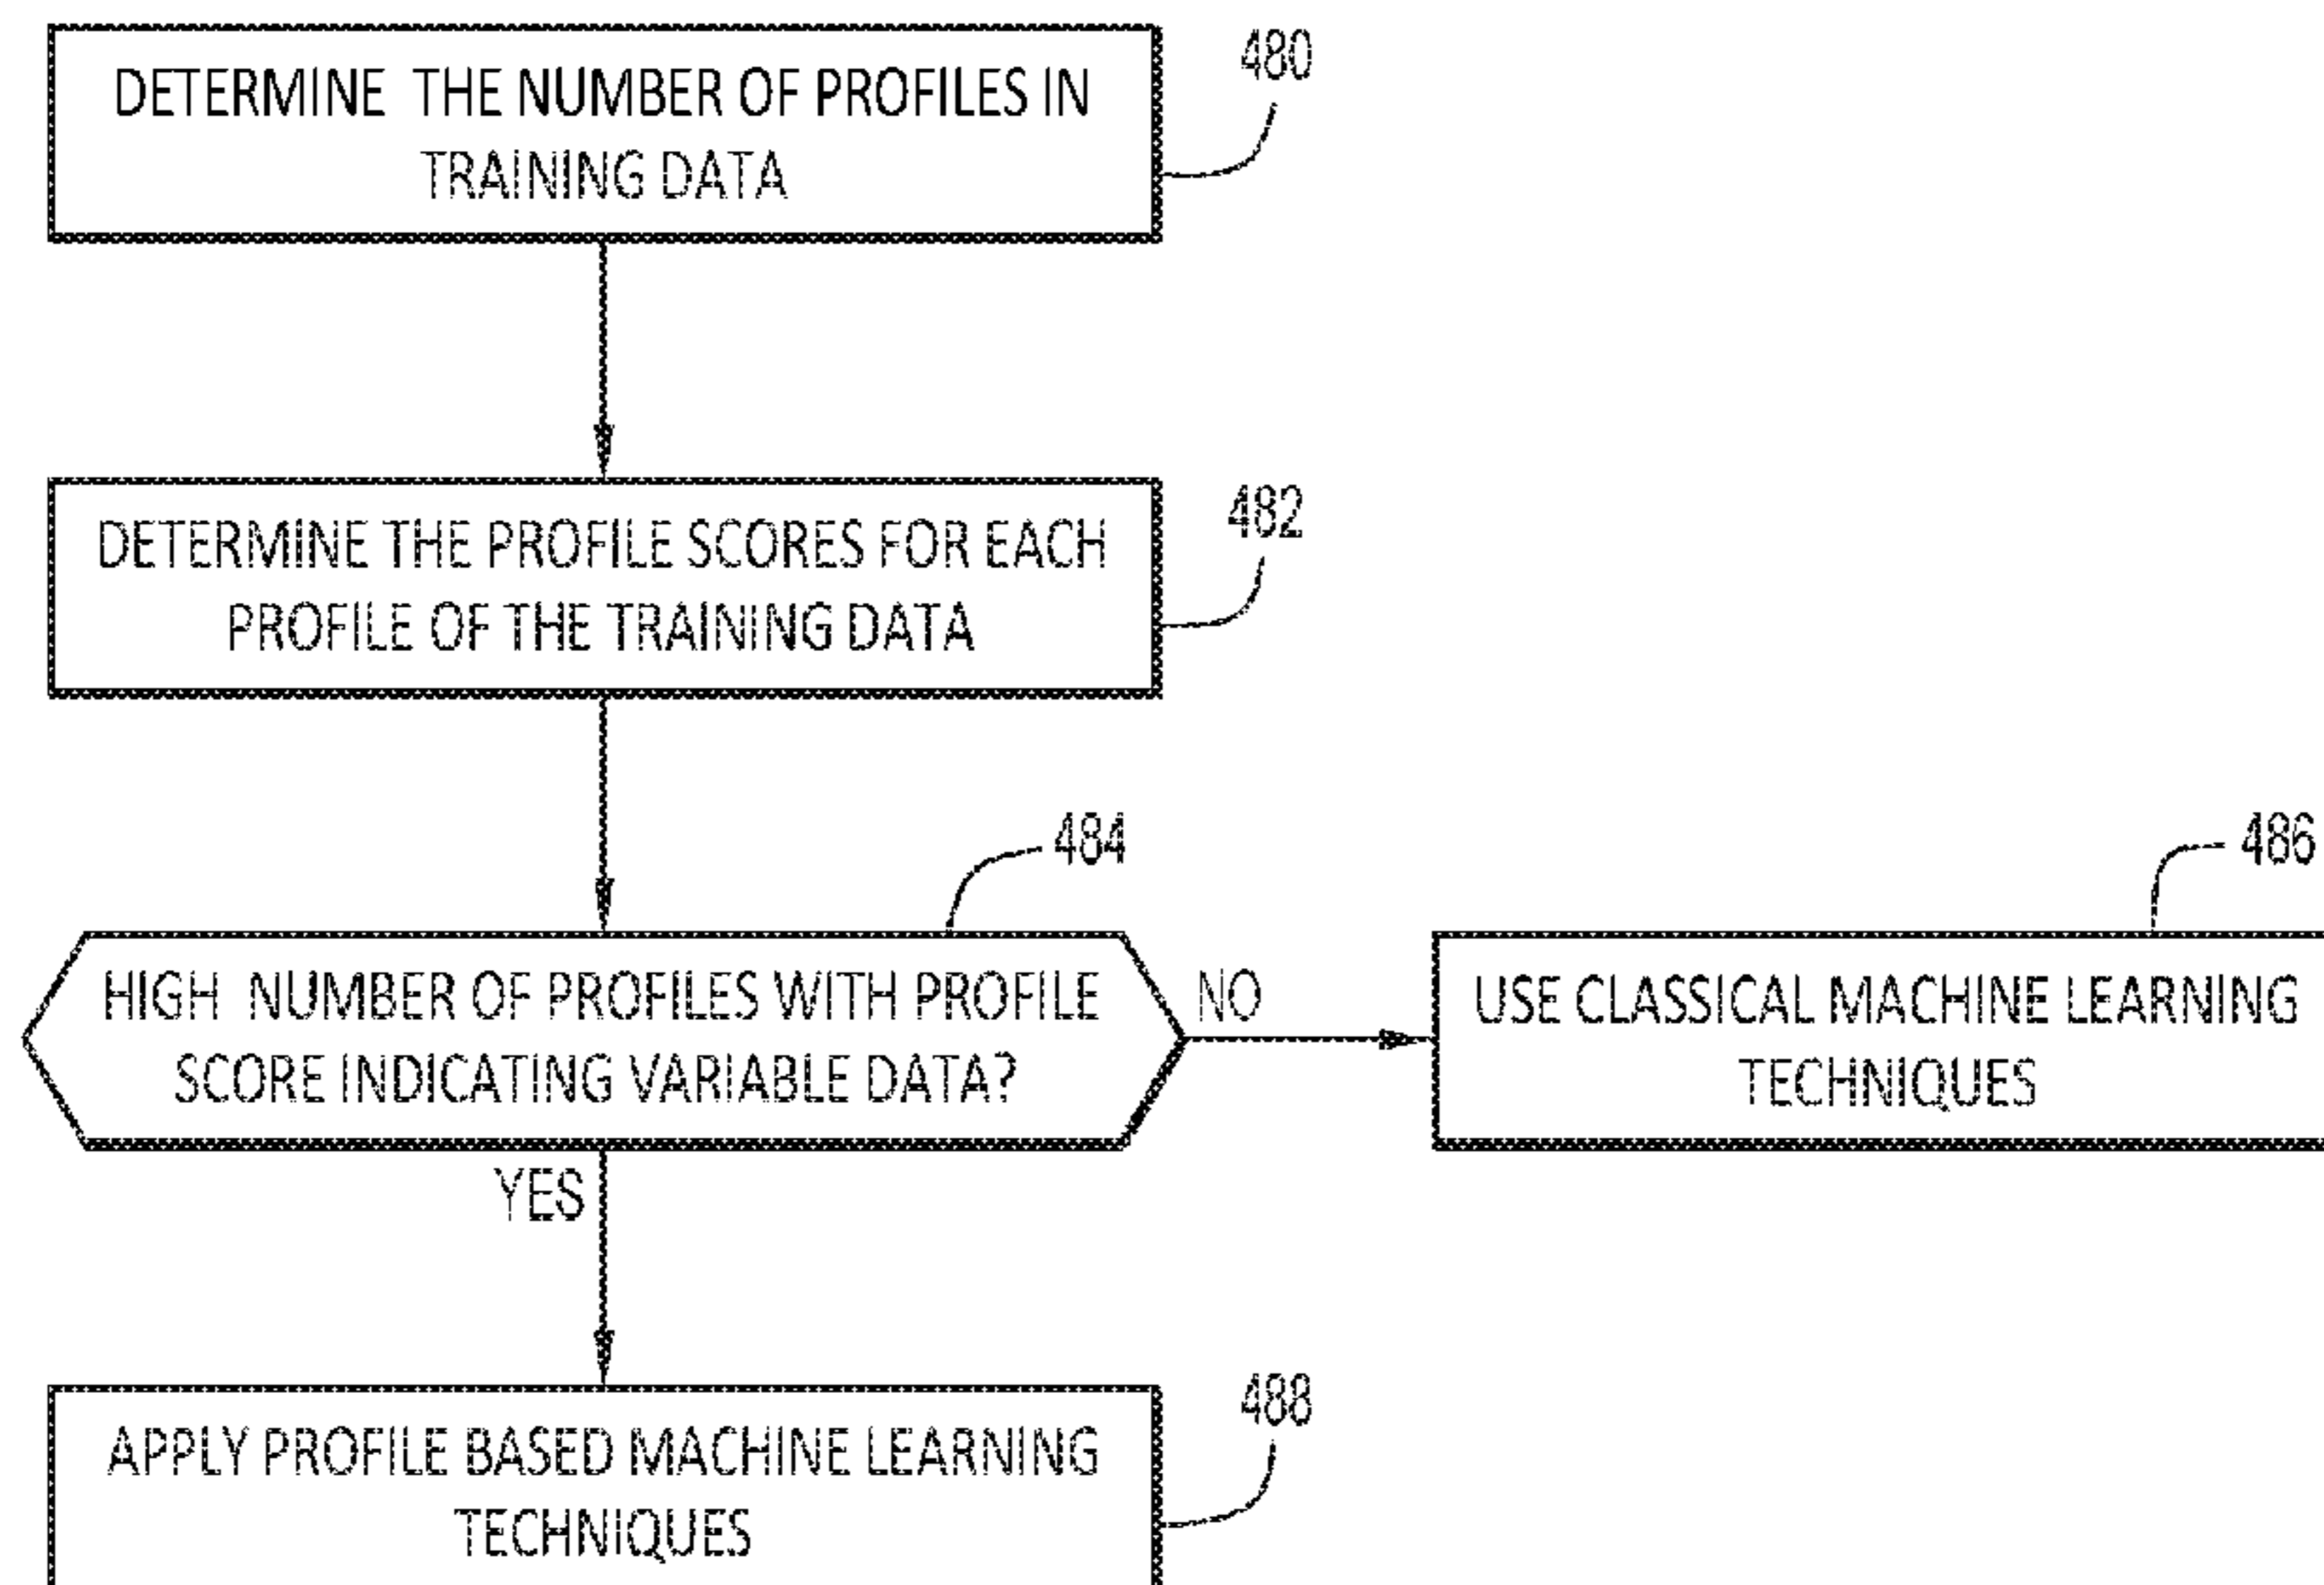 480
DETERMINE THE NUMBER OF PROFILES IN
TRAINING DATA
482
DETERMINE THE PROFILE SCORES FOR EACH
PROFILE OF THE TRAINING DATA
484
HIGH NUMBER OF PROFILES WITH PROFILE
SCORE INDICATING VARIABLE DATA?
NO
486
USE CLASSICAL MACHINE LEARNING
TECHNIQUES
YES
488
APPLY PROFILE BASED MACHINE LEARNING
TECHNIQUES